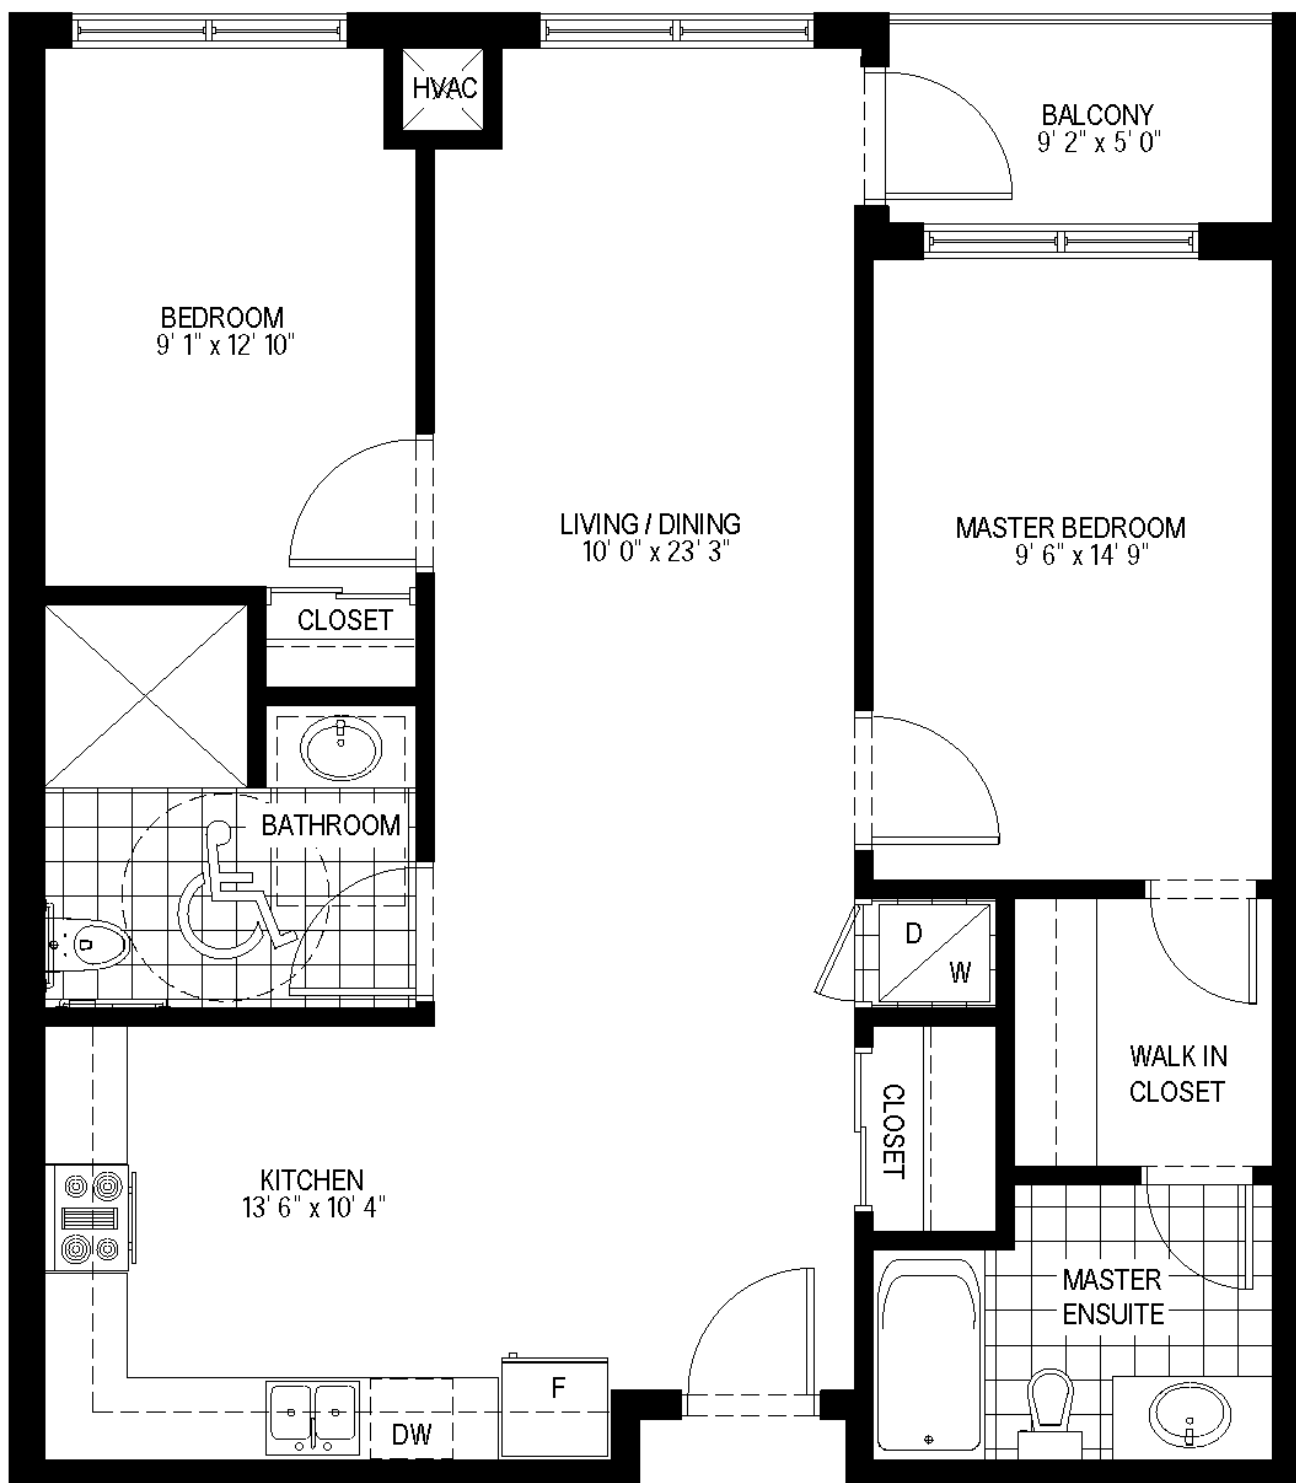 HVAC
BALCONY
9' 2" x 5' 0"
BEDROOM
9' 1" x 12' 10"
LIVING / DINING
10' 0" x 23' 3"
MASTER BEDROOM
9' 6" x 14' 9"
CLOSET
BATHROOM
D
W
WALK IN
CLOSET
CLOSET
KITCHEN
13' 6" x 10' 4"
MASTER
ENSUITE
F
DW